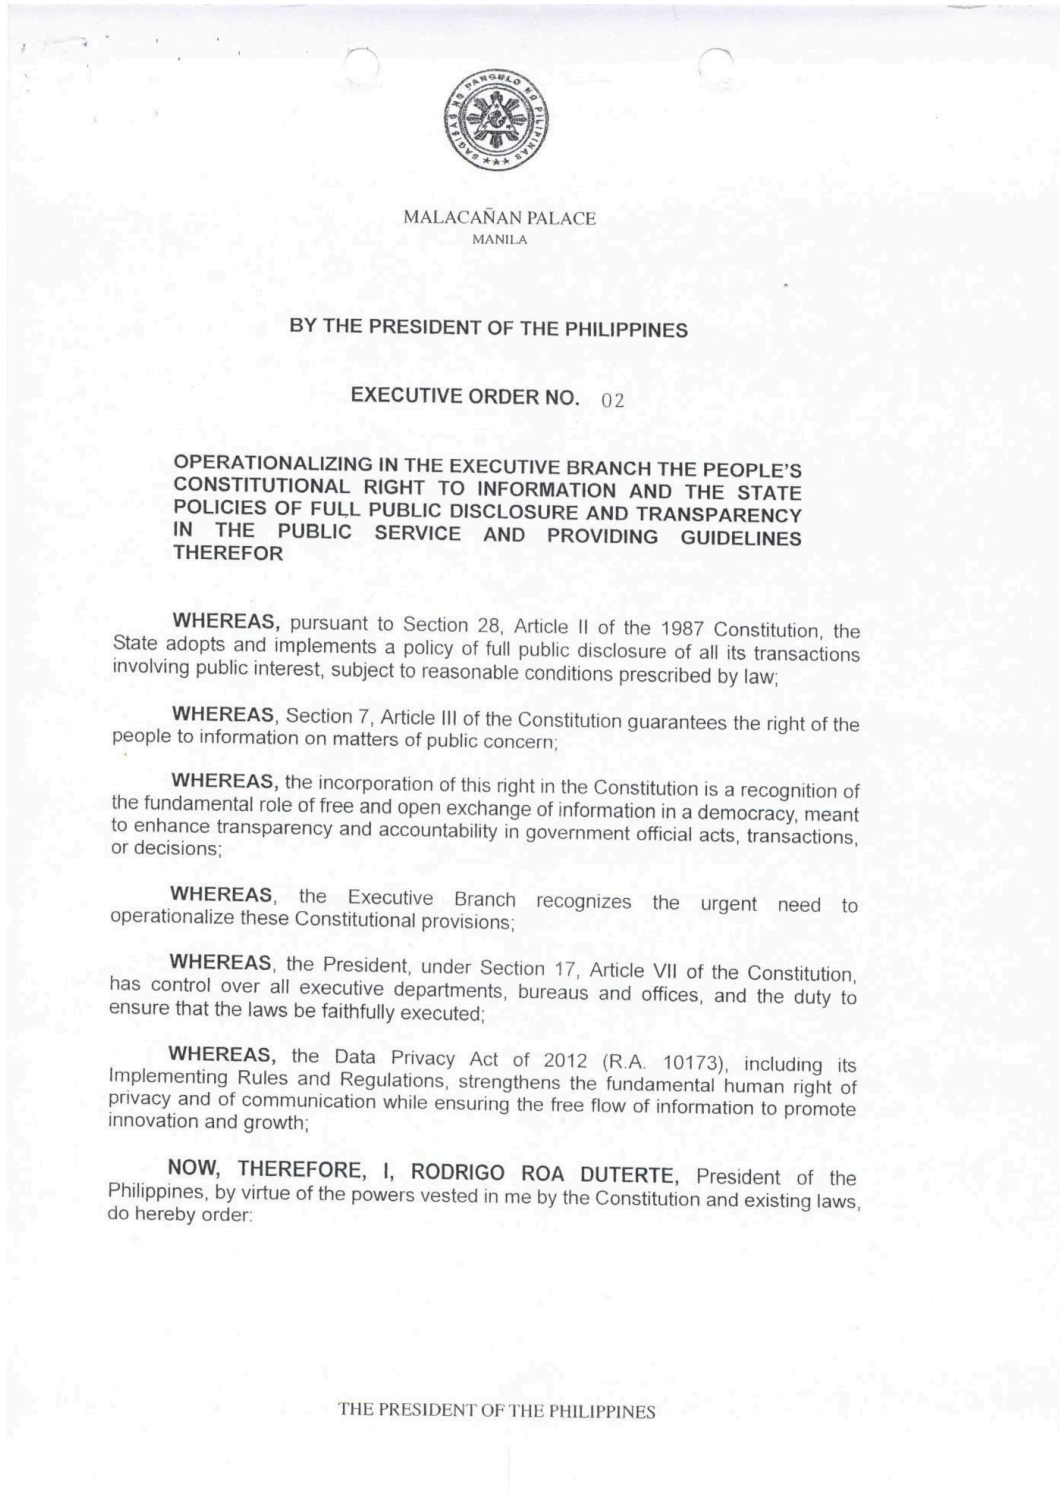 SAGISAG NG PANGULO NG PILIPINAS
MALACAÑAN PALACE
MANILA
BY THE PRESIDENT OF THE PHILIPPINES
EXECUTIVE ORDER NO. 02
OPERATIONALIZING IN THE EXECUTIVE BRANCH THE PEOPLE'S
CONSTITUTIONAL RIGHT TO INFORMATION AND THE STATE
POLICIES OF FULL PUBLIC DISCLOSURE AND TRANSPARENCY
IN THE PUBLIC SERVICE AND PROVIDING GUIDELINES
THEREFOR
WHEREAS, pursuant to Section 28, Article II of the 1987 Constitution, the
State adopts and implements a policy of full public disclosure of all its transactions
involving public interest, subject to reasonable conditions prescribed by law;
WHEREAS, Section 7, Article III of the Constitution guarantees the right of the
people to information on matters of public concern;
WHEREAS, the incorporation of this right in the Constitution is a recognition of
the fundamental role of free and open exchange of information in a democracy, meant
to enhance transparency and accountability in government official acts, transactions,
or decisions;
WHEREAS, the Executive Branch recognizes the urgent need to
operationalize these Constitutional provisions;
WHEREAS, the President, under Section 17, Article VII of the Constitution,
has control over all executive departments, bureaus and offices, and the duty to
ensure that the laws be faithfully executed;
WHEREAS, the Data Privacy Act of 2012 (R.A. 10173), including its
Implementing Rules and Regulations, strengthens the fundamental human right of
privacy and of communication while ensuring the free flow of information to promote
innovation and growth;
NOW, THEREFORE, I, RODRIGO ROA DUTERTE, President of the
Philippines, by virtue of the powers vested in me by the Constitution and existing laws,
do hereby order:
THE PRESIDENT OF THE PHILIPPINES